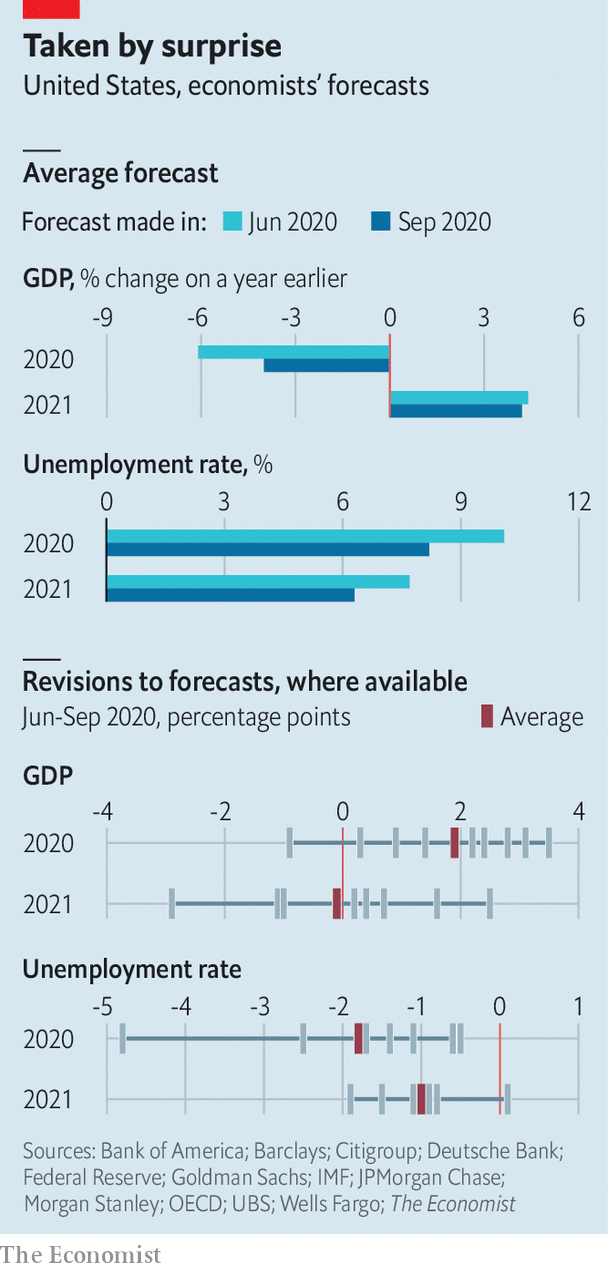 Taken by surprise
United States, economists’ forecasts
Average forecast
Forecast made in: Jun 2020 Sep 2020
GDP, % change on a year earlier
-9 -6 -3 0 3 6
2020
2021
Unemployment rate, %
0 3 6 9 12
2020
2021
Revisions to forecasts, where available
Jun-Sep 2020, percentage points Average
GDP
-4 -2 0 2 4
2020
2021
Unemployment rate
-5 -4 -3 -2 -1 0 1
2020
2021
Sources: Bank of America; Barclays; Citigroup; Deutsche Bank;
Federal Reserve; Goldman Sachs; IMF; JPMorgan Chase;
Morgan Stanley; OECD; UBS; Wells Fargo; The Economist
The Economist